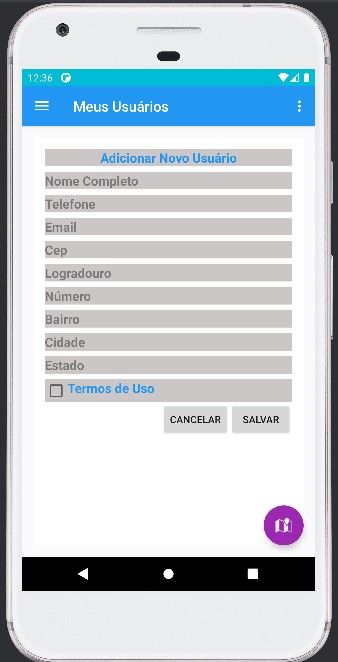 12:36
Meus Usuários
Adicionar Novo Usuário
Nome Completo
Telefone
Email
Cep
Logradouro
Número
Bairro
Cidade
Estado
Termos de Uso
CANCELAR SALVAR